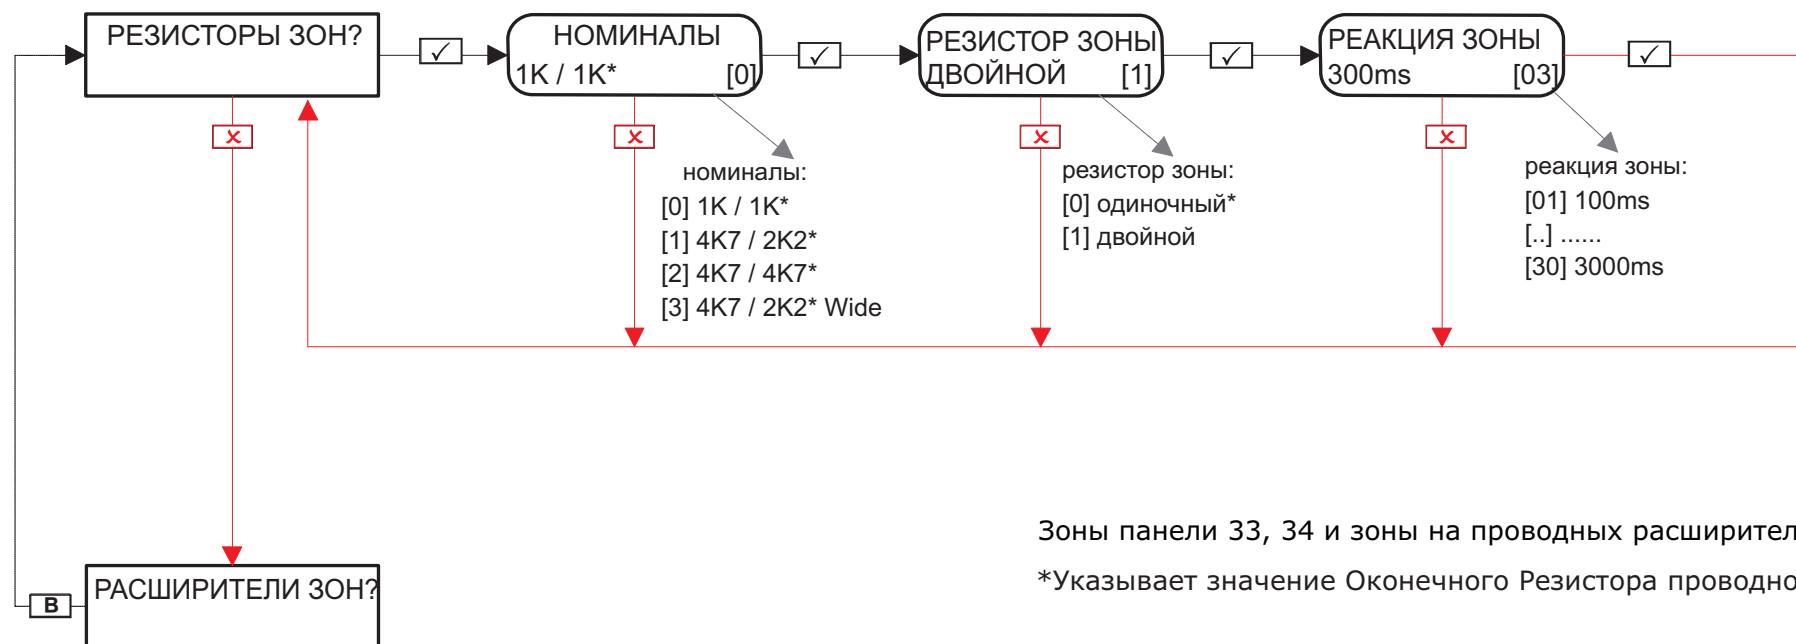 РЕЗИСТОРЫ ЗОН?
✓
НОМИНАЛЫ
1K / 1K* [0]
✓
РЕЗИСТОР ЗОНЫ
ДВОЙНОЙ [1]
✓
РЕАКЦИЯ ЗОНЫ
300ms [03]
✓
x
x
x
x
номиналы:
[0] 1K / 1K*
[1] 4K7 / 2K2*
[2] 4K7 / 4K7*
[3] 4K7 / 2K2* Wide
резистор зоны:
[0] одиночный*
[1] двойной
реакция зоны:
[01] 100ms
[..] ......
[30] 3000ms
Зоны панели 33, 34 и зоны на проводных расширител
*Указывает значение Оконечного Резистора проводно
РАСШИРИТЕЛИ ЗОН?
B